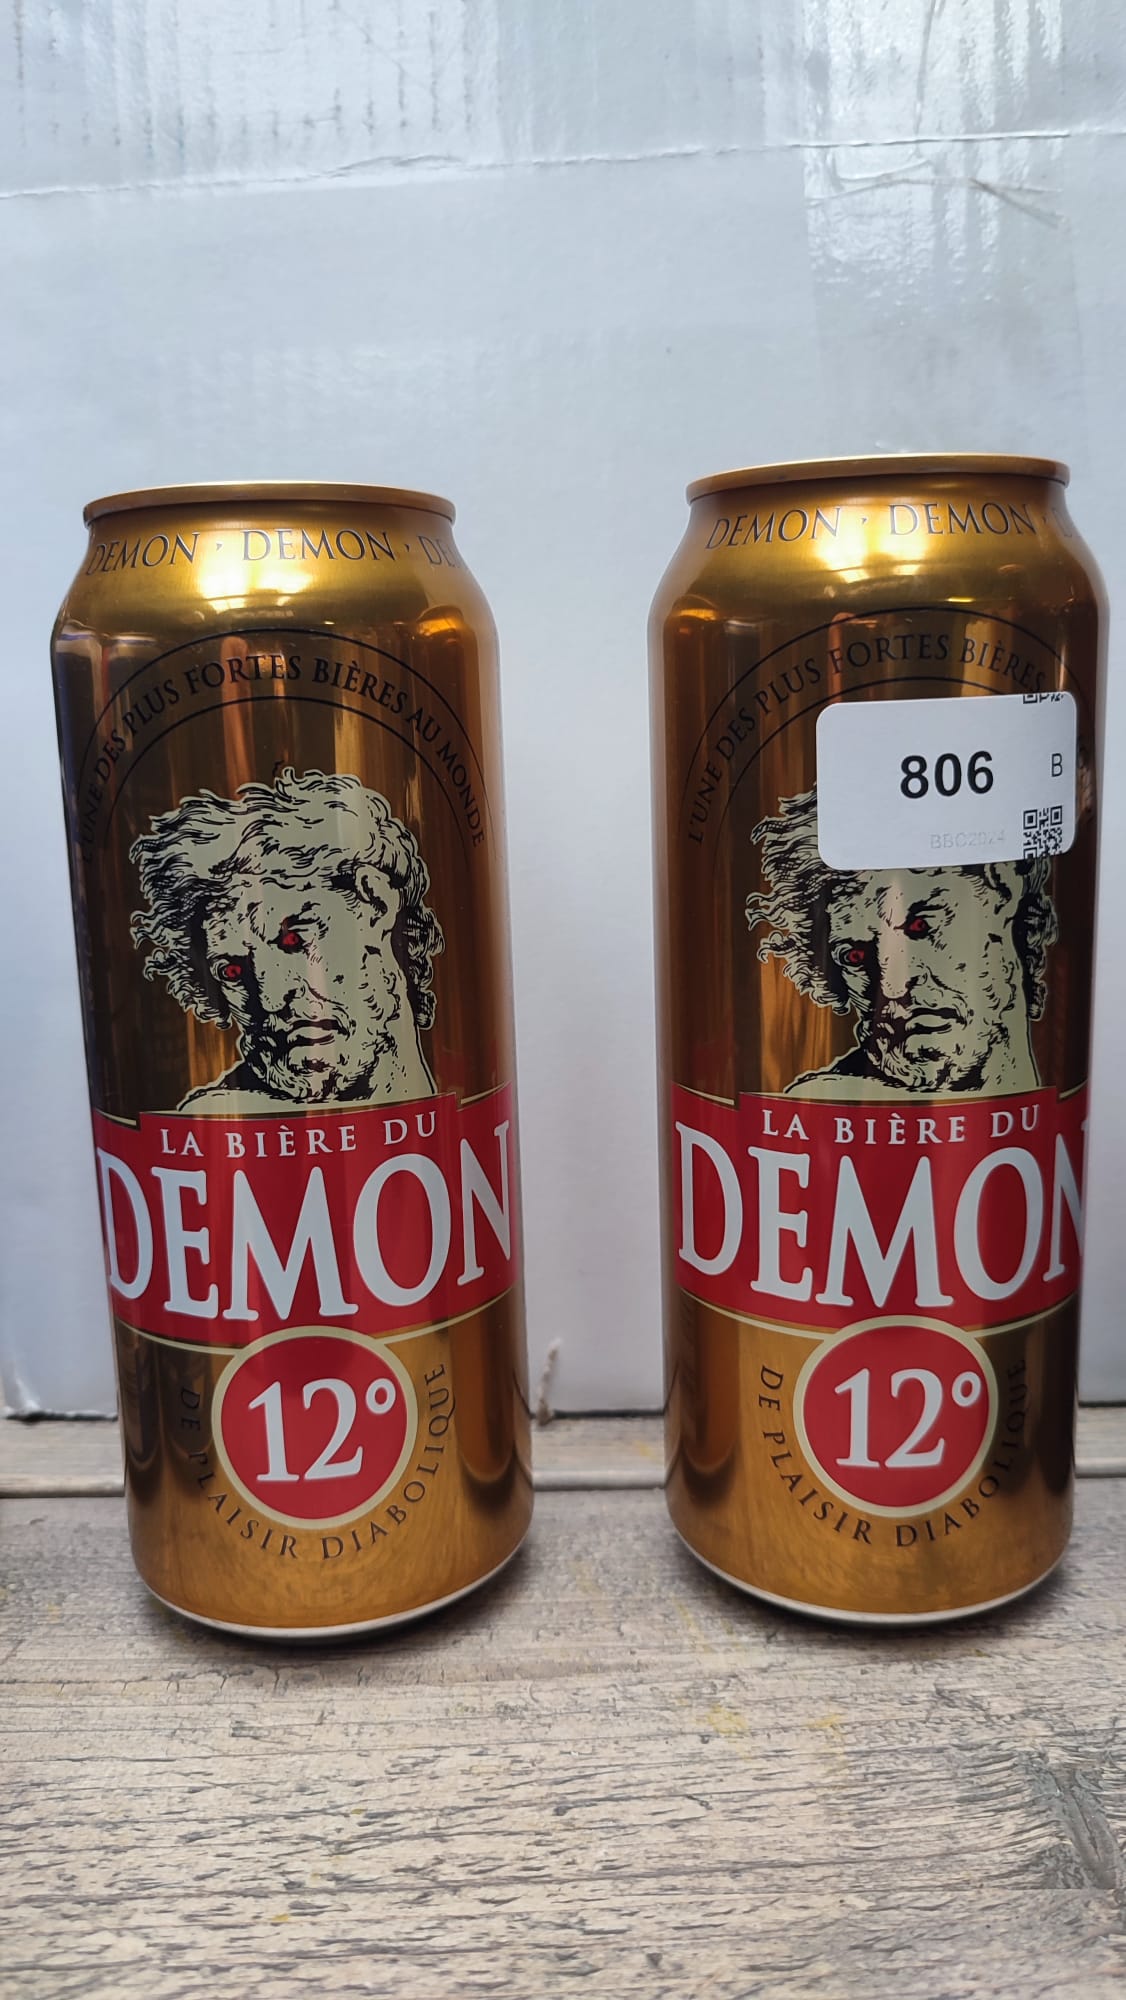 DEMON · DEMON · DE
L'UNE DES PLUS FORTES BIÈRES AU MONDE
LA BIÈRE DU
DEMON
12°
DE PLAISIR DIABOLIQUE
DEMON · DEMON · D
L'UNE DES PLUS FORTES BIÈRES
806
B
BBC2024
LA BIÈRE DU
DEMON
12°
DE PLAISIR DIABOLIQUE